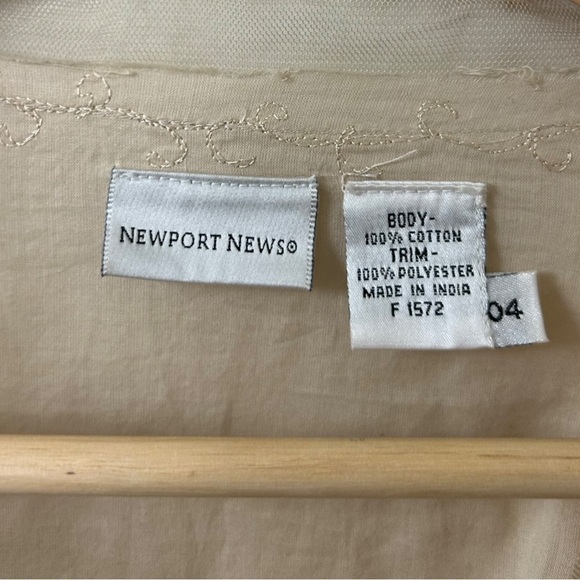 NEWPORT NEWS
BODY-
100% COTTON
TRIM-
100% POLYESTER
MADE IN INDIA
F 1572
04